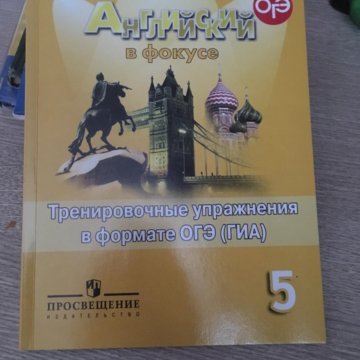 ОГЭ
Английский
в фокусе
Тренировочные упражнения
в формате ОГЭ (ГИА)
5
ПРОСВЕЩЕНИЕ
ИЗДАТЕЛЬСТВО